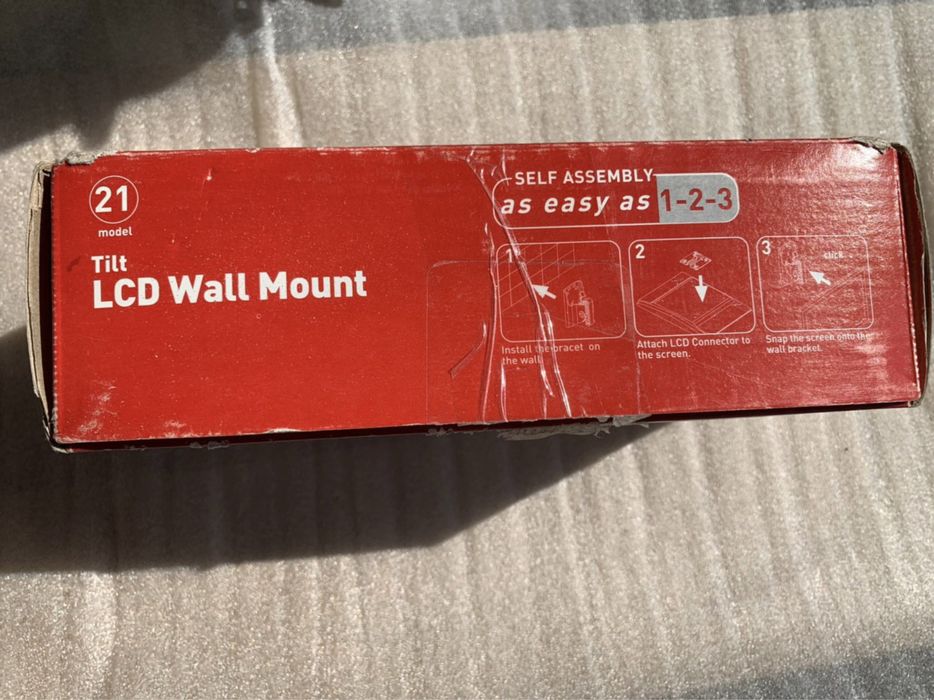 21
model
Tilt
LCD Wall Mount
SELF ASSEMBLY
as easy as 1-2-3
1
Install the bracet on
the wall.
2
Attach LCD Connector to
the screen.
3
click
Snap the screen onto the
wall bracket.